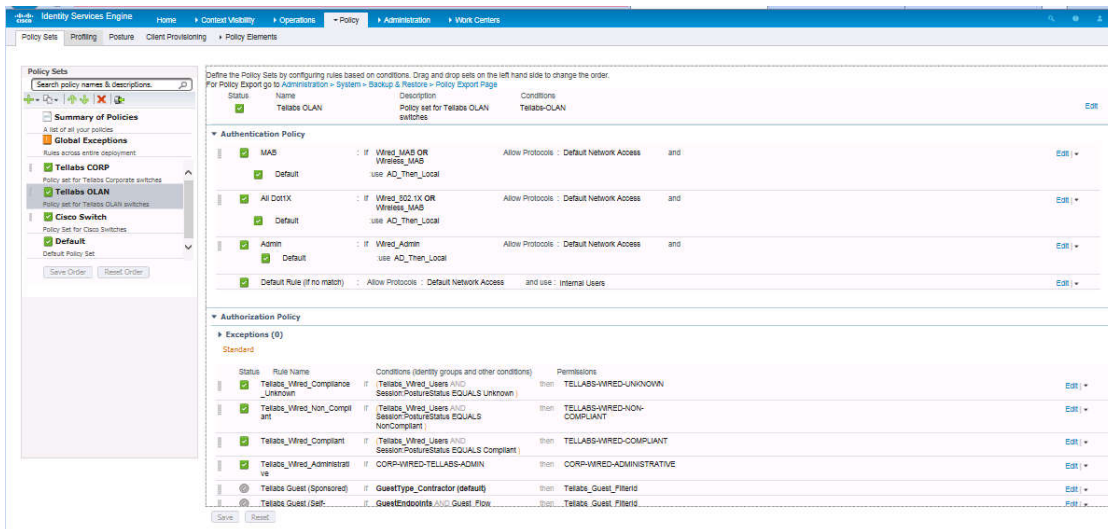 cisco Identity Services Engine Home Context Visibility Operations Policy Administration Work Centers
Policy Sets Profiling Posture Client Provisioning Policy Elements
Policy Sets
Search policy names & descriptions.
Summary of Policies
A list of all your policies
Global Exceptions
Rules across entire deployment
Tellabs CORP
Policy set for Tellabs Corporate switches
Tellabs OLAN
Policy set for Tellabs OLAN switches
Cisco Switch
Policy Set for Cisco Switches
Default
Default Policy Set
Save Order Reset Order
Define the Policy Sets by configuring rules based on conditions. Drag and drop sets on the left hand side to change the order.
For Policy Export go to Administration > System > Backup & Restore > Policy Export Page
Status Name Description Conditions
Tellabs OLAN Policy set for Tellabs OLAN Tellabs-OLAN Edit
switches
Authentication Policy
MAB : If Wired_MAB OR Allow Protocols : Default Network Access and Edit |
Wireless_MAB
Default use AD_Then_Local
All Dot1X : If Wired_802.1X OR Allow Protocols : Default Network Access and Edit |
Wireless_MAB
Default :use AD_Then_Local
Admin : If Wired_Admin Allow Protocols : Default Network Access and Edit |
Default :use AD_Then_Local
Default Rule (If no match) : Allow Protocols : Default Network Access and use : Internal Users Edit |
Authorization Policy
Exceptions (0)
Standard
Status Rule Name Conditions (identity groups and other conditions) Permissions
Tellabs_Wired_Compliance if (Tellabs_Wired_Users AND then TELLABS-WIRED-UNKNOWN Edit |
_Unknown Session:PostureStatus EQUALS Unknown )
Tellabs_Wired_Non_Compli if (Tellabs_Wired_Users AND then TELLABS-WIRED-NON- Edit |
ant Session:PostureStatus EQUALS COMPLIANT
NonCompliant )
Tellabs_Wired_Compliant if (Tellabs_Wired_Users AND then TELLABS-WIRED-COMPLIANT Edit |
Session:PostureStatus EQUALS Compliant )
Tellabs_Wired_Administrati if CORP-WIRED-TELLABS-ADMIN then CORP-WIRED-ADMINISTRATIVE Edit |
ve
Tellabs Guest (Sponsored) if GuestType_Contractor (default) then Tellabs_Guest_FilterId Edit |
Tellabs Guest (Self- if GuestEndpoints AND Guest_Flow then Tellabs_Guest_FilterId Edit |
Save Reset